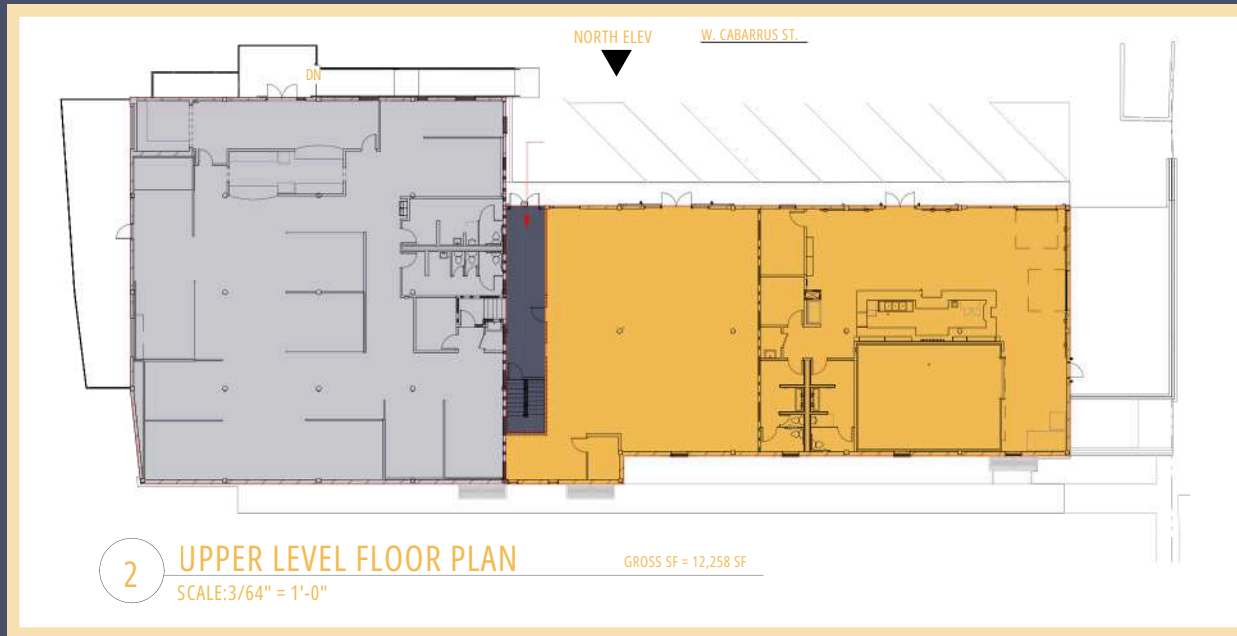 NORTH ELEV
W. CABARRUS ST.
DN
2
UPPER LEVEL FLOOR PLAN
GROSS SF = 12,258 SF
SCALE:3/64" = 1'-0"